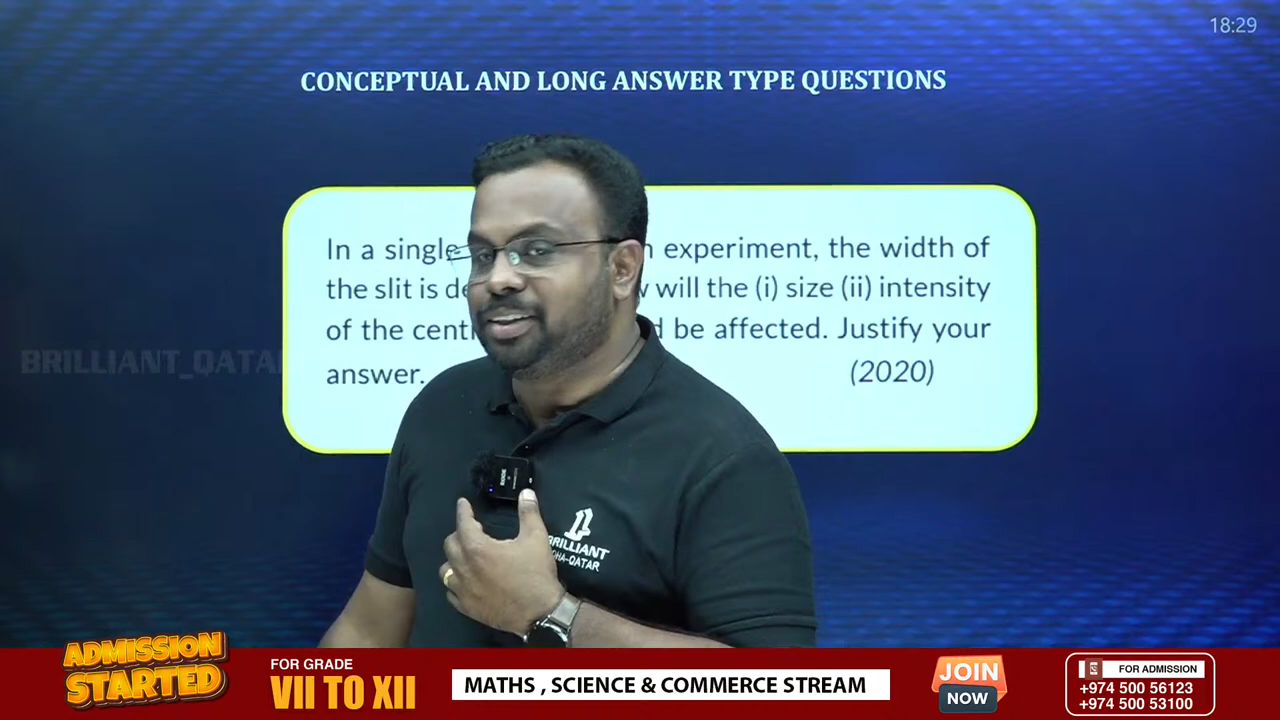 18:29
CONCEPTUAL AND LONG ANSWER TYPE QUESTIONS
In a single experiment, the width of
the slit is will the (i) size (ii) intensity
of the be affected. Justify your
answer. (2020)
BRILLIANT_QATAR
BRILLIANT
DOHA-QATAR
ADMISSION
STARTED
FOR GRADE
VII TO XII
MATHS , SCIENCE & COMMERCE STREAM
JOIN
NOW
FOR ADMISSION
+974 500 56123
+974 500 53100